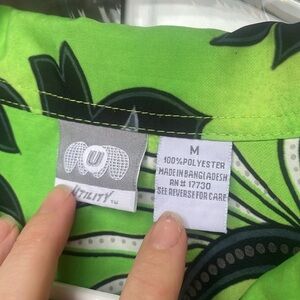 U
UTILITY
M
100% POLYESTER
MADE IN BANGLADESH
RN# 17730
SEE REVERSE FOR CARE